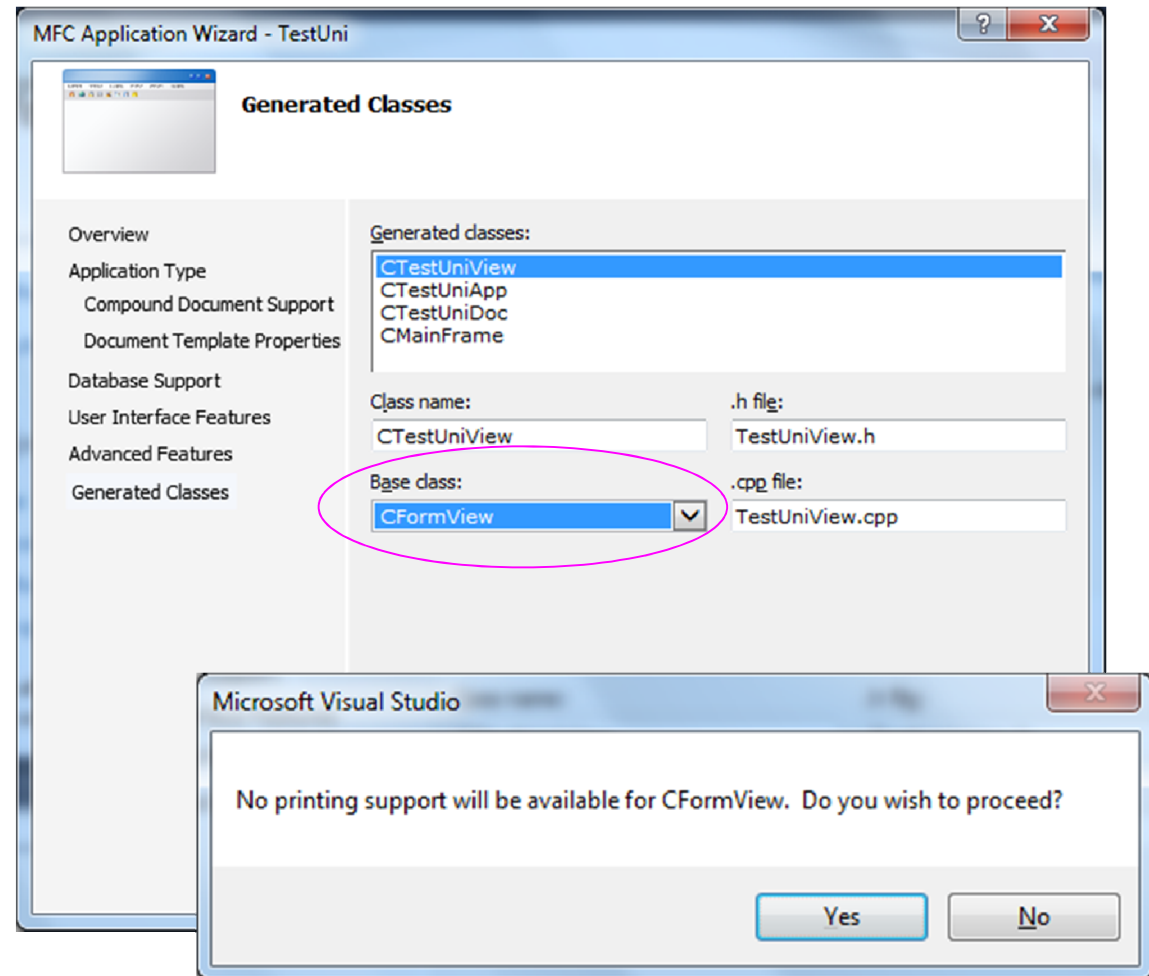 MFC Application Wizard - TestUni
?
X
Generated Classes
Overview
Application Type
Compound Document Support
Document Template Properties
Database Support
User Interface Features
Advanced Features
Generated Classes
Generated classes:
CTestUniView
CTestUniApp
CTestUniDoc
CMainFrame
Class name:
.h file:
CTestUniView
TestUniView.h
Base class:
.cpp file:
CFormView
TestUniView.cpp
Microsoft Visual Studio
X
No printing support will be available for CFormView.  Do you wish to proceed?
Yes
No